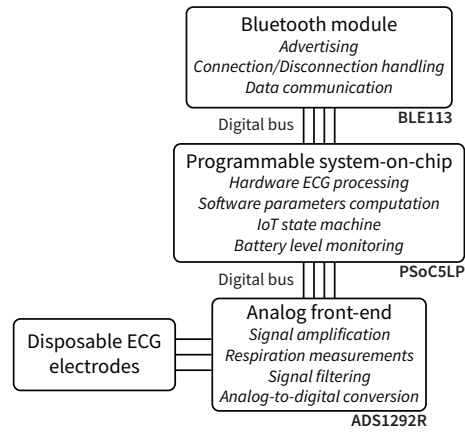 Bluetooth module
Advertising
Connection/Disconnection handling
Data communication
BLE113
Digital bus
Programmable system-on-chip
Hardware ECG processing
Software parameters computation
IoT state machine
Battery level monitoring
PSoC5LP
Digital bus
Analog front-end
Signal amplification
Respiration measurements
Signal filtering
Analog-to-digital conversion
ADS1292R
Disposable ECG
electrodes